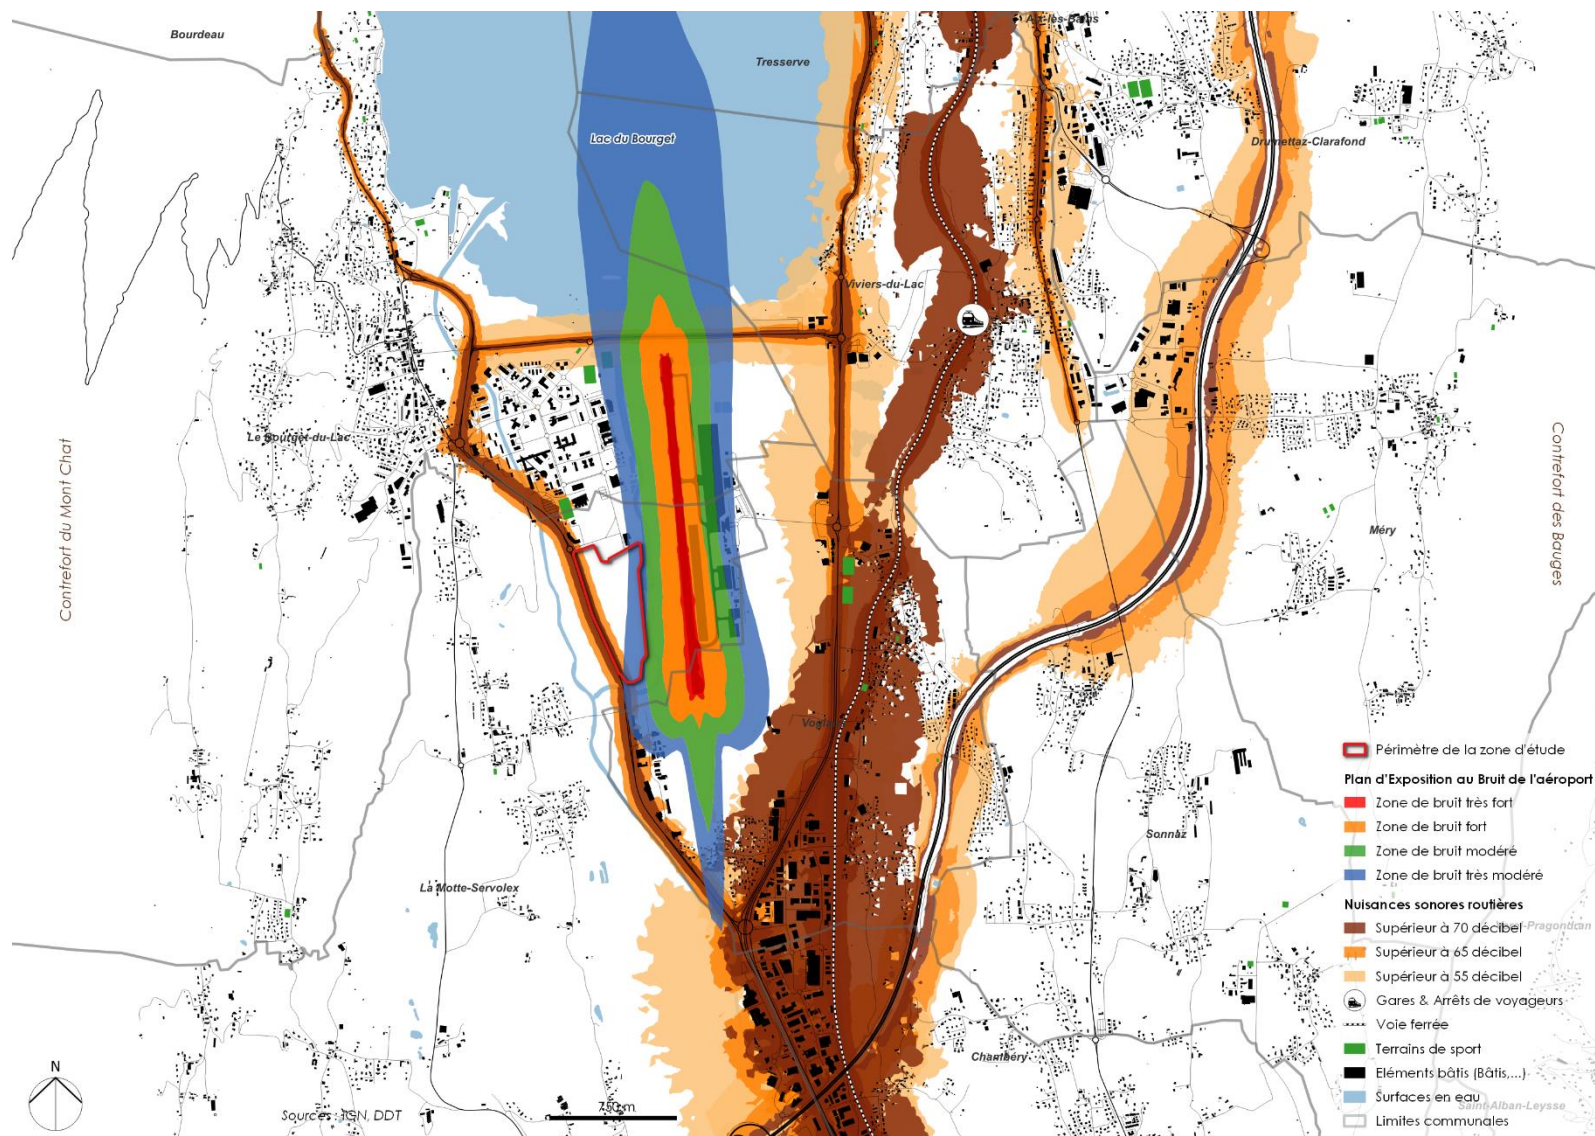 Bourdeau
Aix-les-Bains
Tresserve
Lac du Bourget
Drumettaz-Clarafond
Viviers-du-Lac
Le Bourget-du-Lac
Contrefort du Mont Chat
Contrefort des Bauges
Méry
Voglans
La Motte-Servolex
Sonnaz
Chambéry
Saint-Alban-Leysse
N
Sources : IGN, DDT
750 m
Périmètre de la zone d'étude
Plan d'Exposition au Bruit de l'aéroport
Zone de bruit très fort
Zone de bruit fort
Zone de bruit modéré
Zone de bruit très modéré
Nuisances sonores routières
Supérieur à 70 décibel
Supérieur à 65 décibel
Supérieur à 55 décibel
Gares & Arrêts de voyageurs
Voie ferrée
Terrains de sport
Eléments bâtis (Bâtis,...)
Surfaces en eau
Limites communales